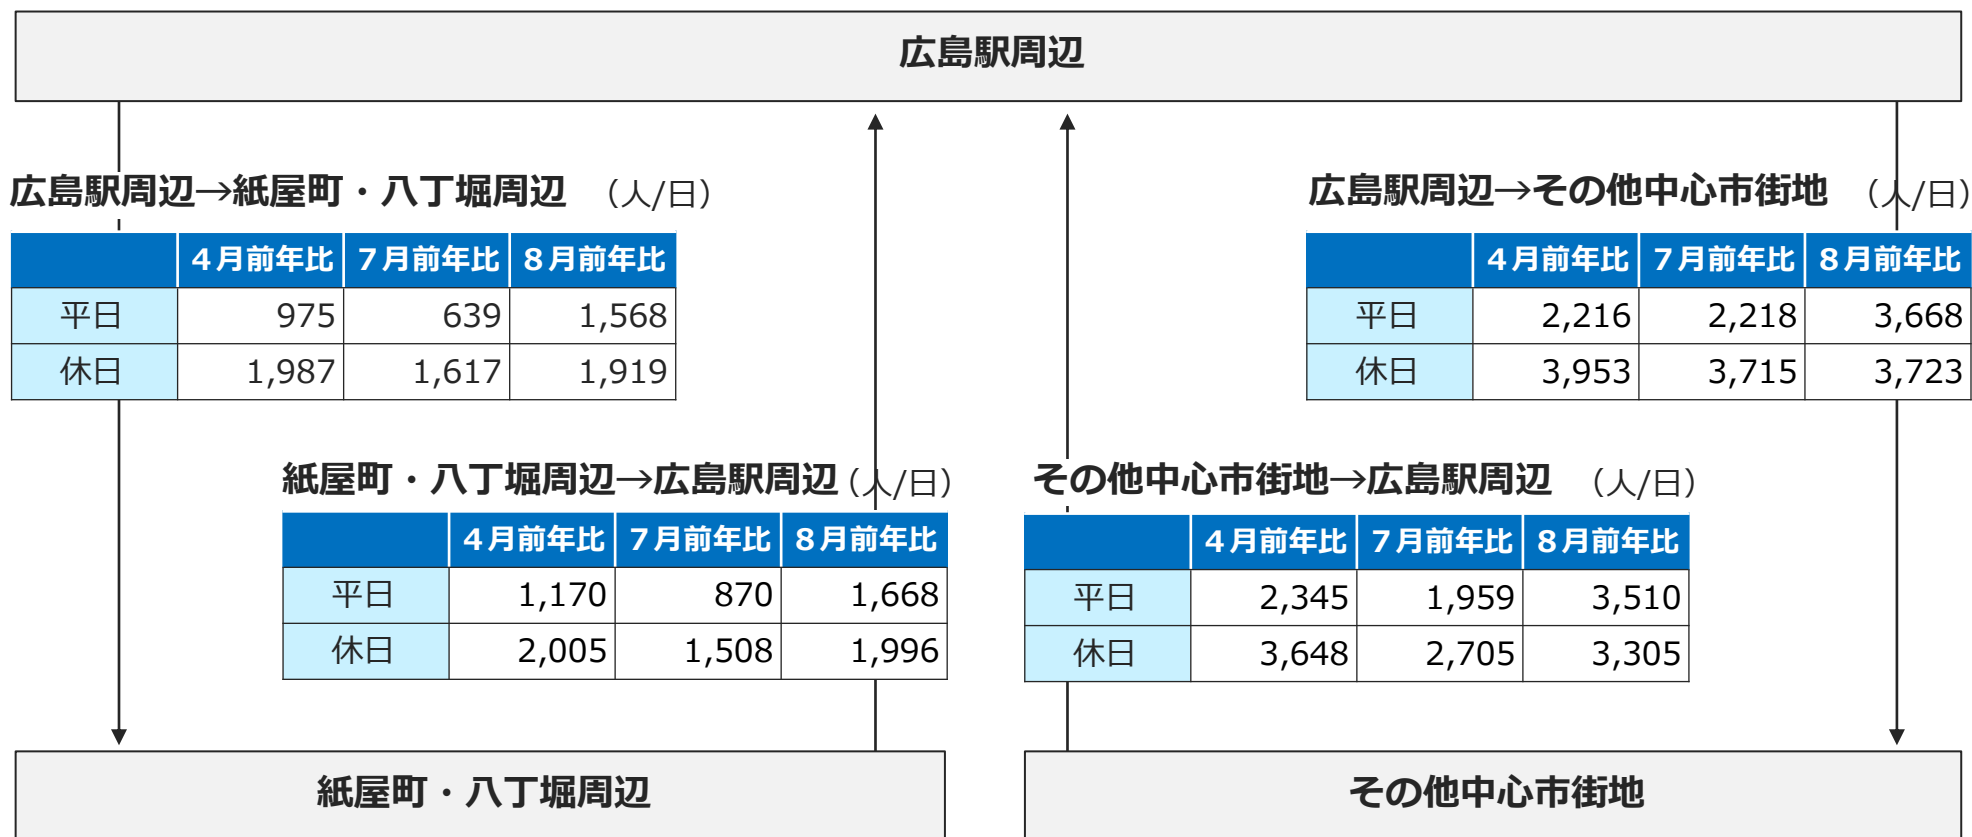 広島駅周辺
広島駅周辺→紙屋町・八丁堀周辺 （人/日）
４月前年比 ７月前年比 ８月前年比
平日 975 639 1,568
休日 1,987 1,617 1,919
広島駅周辺→その他中心市街地 （人/日）
４月前年比 ７月前年比 ８月前年比
平日 2,216 2,218 3,668
休日 3,953 3,715 3,723
紙屋町・八丁堀周辺→広島駅周辺（人/日）
４月前年比 ７月前年比 ８月前年比
平日 1,170 870 1,668
休日 2,005 1,508 1,996
その他中心市街地→広島駅周辺 （人/日）
４月前年比 ７月前年比 ８月前年比
平日 2,345 1,959 3,510
休日 3,648 2,705 3,305
紙屋町・八丁堀周辺
その他中心市街地